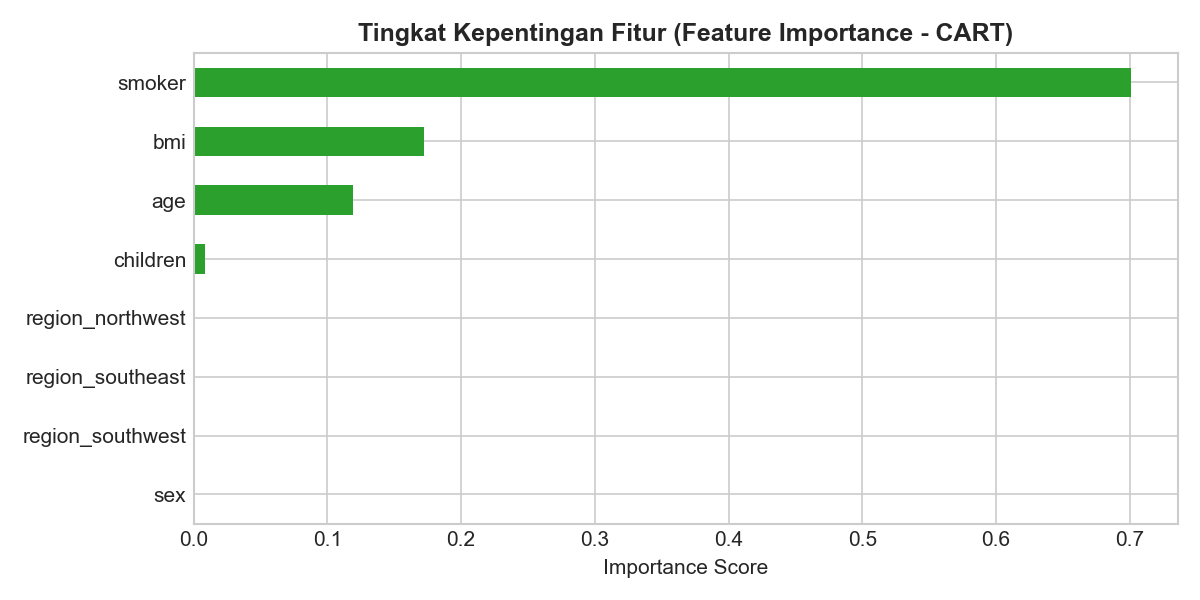 Tingkat Kepentingan Fitur (Feature Importance - CART)
smoker
bmi
age
children
region_northwest
region_southeast
region_southwest
sex
0.0 0.1 0.2 0.3 0.4 0.5 0.6 0.7
Importance Score